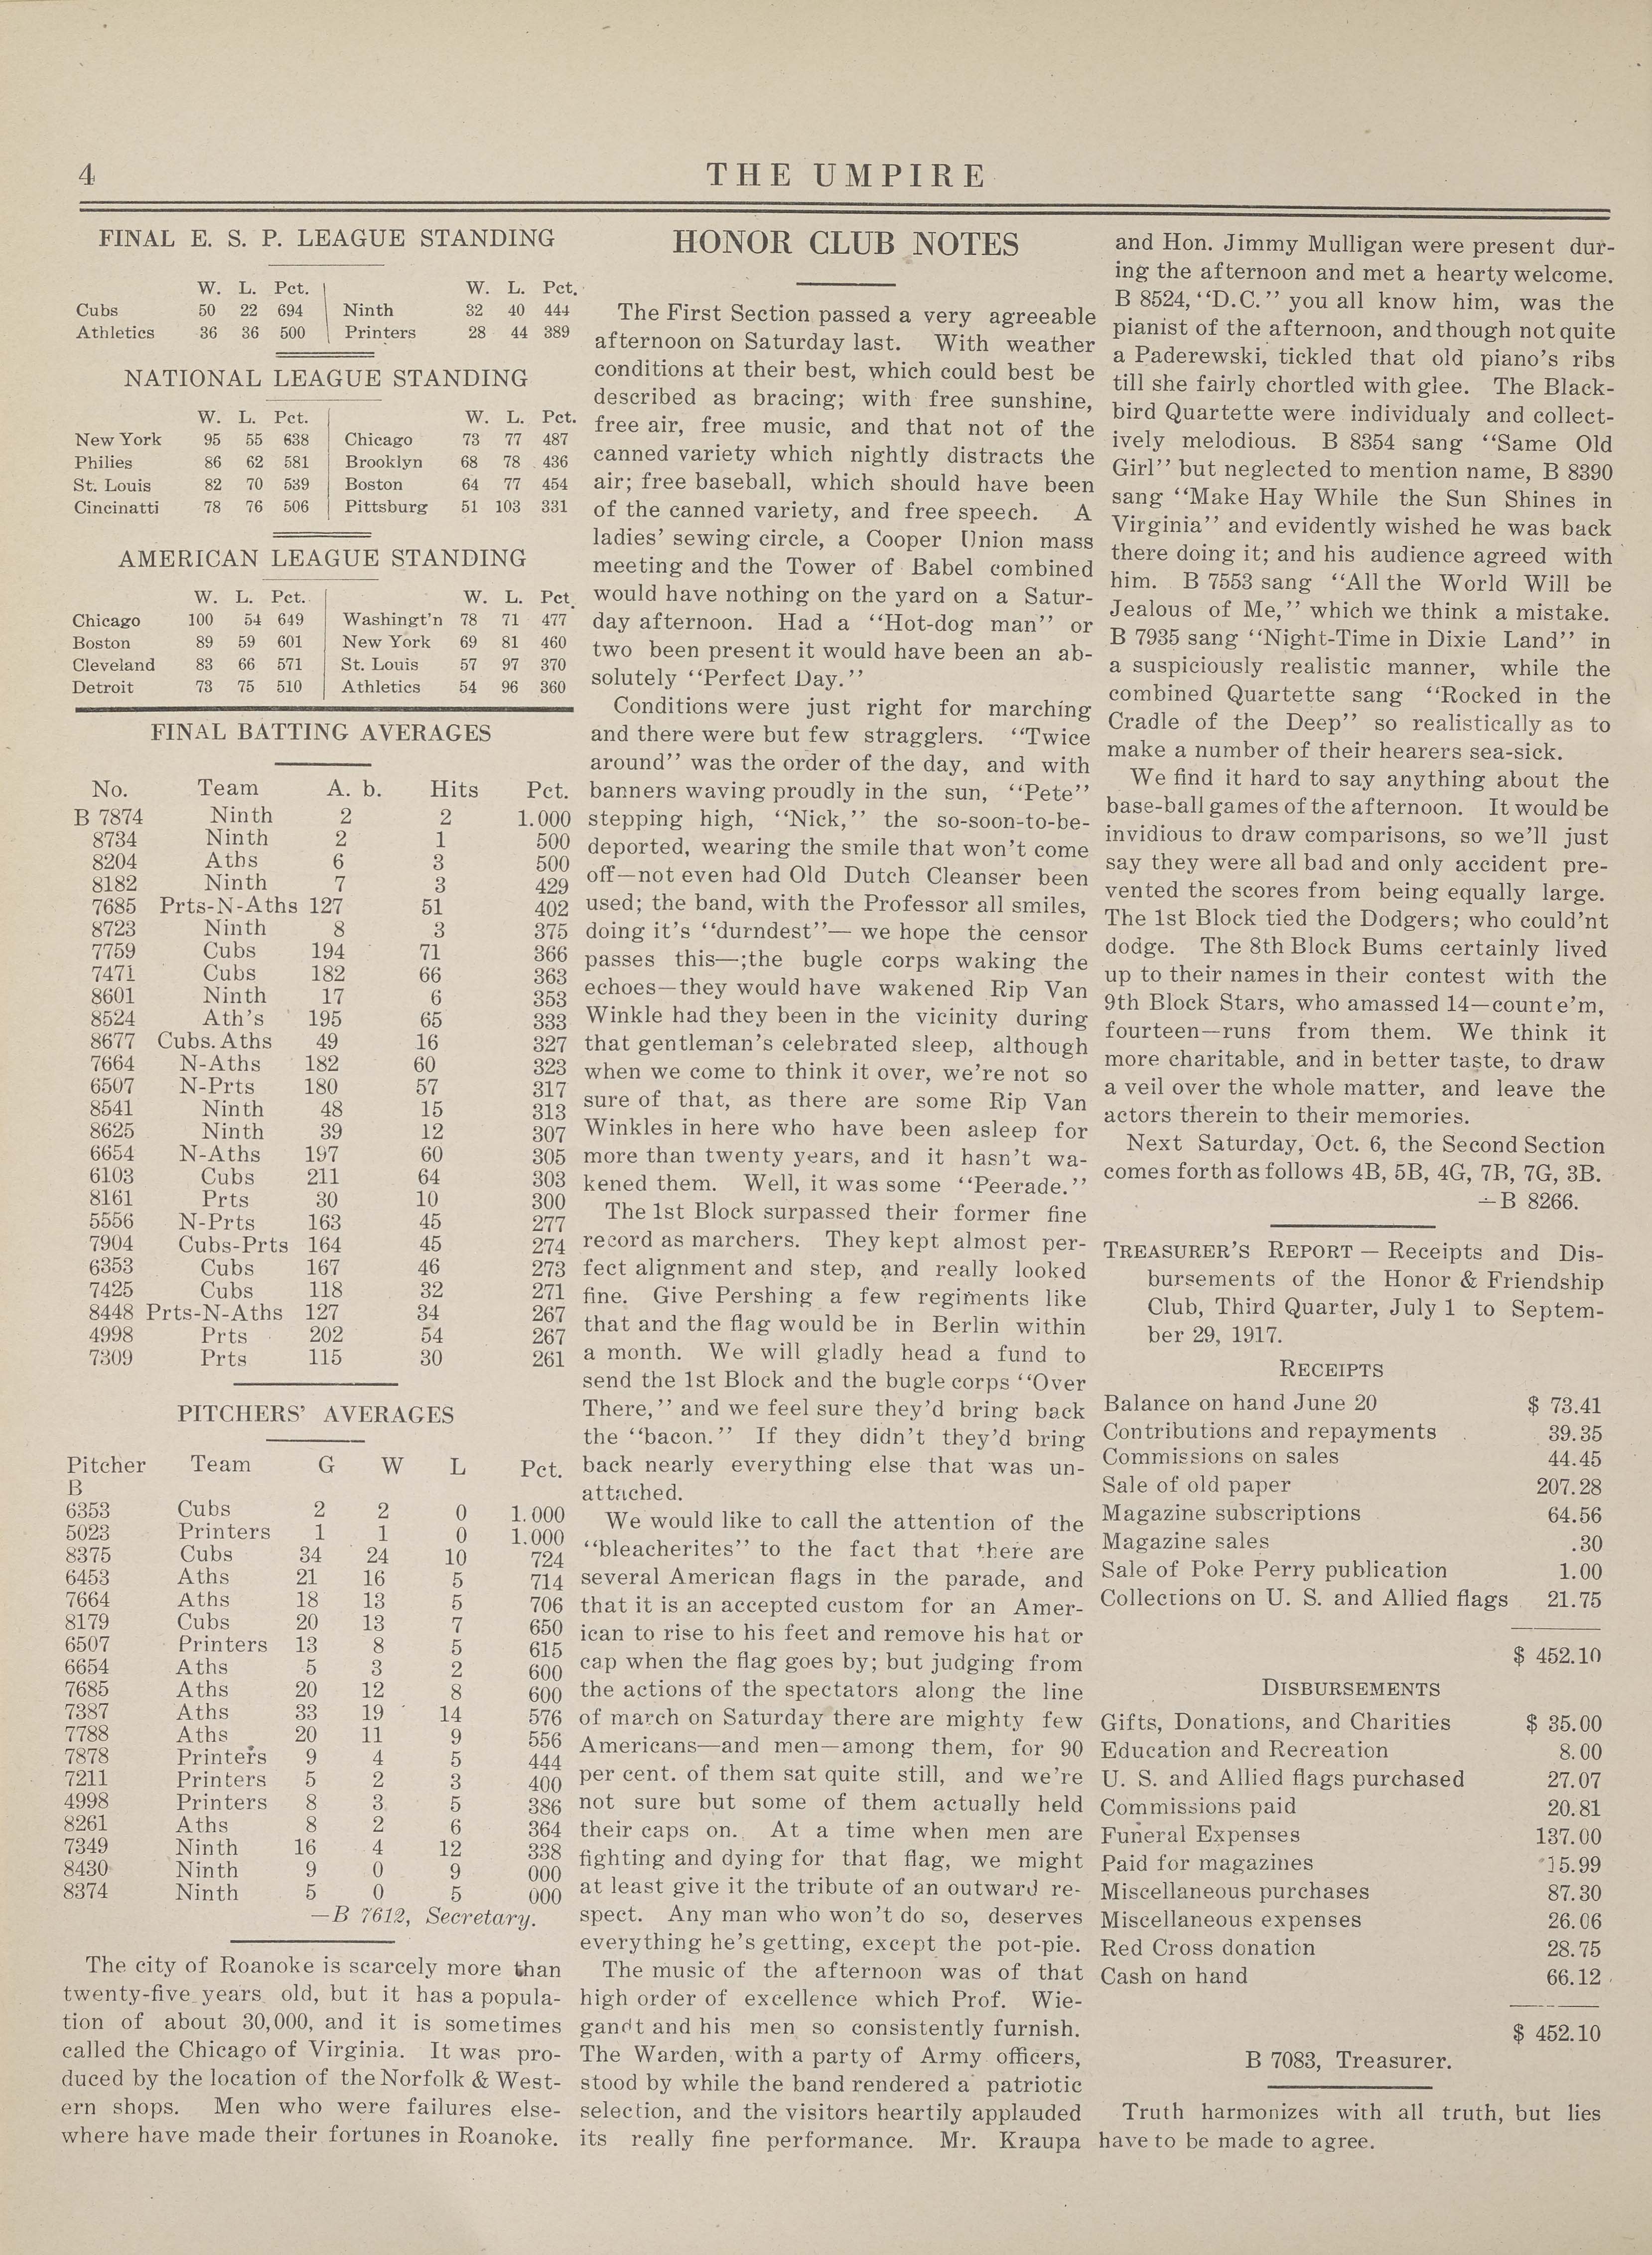 4
THE UMPIRE
FINAL E. S. P. LEAGUE STANDING
W. L. Pct. W. L. Pct.
Cubs 50 22 694 Ninth 32 40 444
Athletics 36 36 500 Printers 28 44 389
NATIONAL LEAGUE STANDING
W. L. Pct. W. L. Pct.
New York 95 55 638 Chicago 73 77 487
Philies 86 62 581 Brooklyn 68 78 436
St. Louis 82 70 539 Boston 64 77 454
Cincinatti 78 76 506 Pittsburg 51 103 331
AMERICAN LEAGUE STANDING
W. L. Pct. W. L. Pct.
Chicago 100 54 649 Washingt'n 78 71 477
Boston 89 59 601 New York 69 81 460
Cleveland 83 66 571 St. Louis 57 97 370
Detroit 73 75 510 Athletics 54 96 360
FINAL BATTING AVERAGES
No. Team A. b. Hits Pct.
B 7874 Ninth 2 2 1.000
8734 Ninth 2 1 500
8204 Aths 6 3 500
8182 Ninth 7 3 429
7685 Prts-N-Aths 127 51 402
8723 Ninth 8 3 375
7759 Cubs 194 71 366
7471 Cubs 182 66 363
8601 Ninth 17 6 353
8524 Ath's 195 65 333
8677 Cubs. Aths 49 16 327
7664 N-Aths 182 60 323
6507 N-Prts 180 57 317
8541 Ninth 48 15 313
8625 Ninth 39 12 307
6654 N-Aths 197 60 305
6103 Cubs 211 64 303
8161 Prts 30 10 300
5556 N-Prts 163 45 277
7904 Cubs-Prts 164 45 274
6353 Cubs 167 46 273
7425 Cubs 118 32 271
8448 Prts-N-Aths 127 34 267
4998 Prts 202 54 267
7309 Prts 115 30 261
PITCHERS' AVERAGES
Pitcher Team G W L Pct.
B
6353 Cubs 2 2 0 1.000
5023 Printers 1 1 0 1.000
8375 Cubs 34 24 10 724
6453 Aths 21 16 5 714
7664 Aths 18 13 5 706
8179 Cubs 20 13 7 650
6507 Printers 13 8 5 615
6654 Aths 5 3 2 600
7685 Aths 20 12 8 600
7387 Aths 33 19 14 576
7788 Aths 20 11 9 556
7878 Printers 9 4 5 444
7211 Printers 5 2 3 400
4998 Printers 8 3 5 386
8261 Aths 8 2 6 364
7349 Ninth 16 4 12 338
8430 Ninth 9 0 9 000
8374 Ninth 5 0 5 000
—B 7612, Secretary.
The city of Roanoke is scarcely more than
twenty-five years old, but it has a popula-
tion of about 30,000, and it is sometimes
called the Chicago of Virginia. It was pro-
duced by the location of the Norfolk & West-
ern shops. Men who were failures else-
where have made their fortunes in Roanoke.
HONOR CLUB NOTES
The First Section passed a very agreeable
afternoon on Saturday last. With weather
conditions at their best, which could best be
described as bracing; with free sunshine,
free air, free music, and that not of the
canned variety which nightly distracts the
air; free baseball, which should have been
of the canned variety, and free speech. A
ladies' sewing circle, a Cooper Union mass
meeting and the Tower of Babel combined
would have nothing on the yard on a Satur-
day afternoon. Had a "Hot-dog man" or
two been present it would have been an ab-
solutely "Perfect Day."
Conditions were just right for marching
and there were but few stragglers. "Twice
around" was the order of the day, and with
banners waving proudly in the sun, "Pete"
stepping high, "Nick," the so-soon-to-be-
deported, wearing the smile that won't come
off—not even had Old Dutch Cleanser been
used; the band, with the Professor all smiles,
doing it's "durndest"— we hope the censor
passes this—;the bugle corps waking the
echoes—they would have wakened Rip Van
Winkle had they been in the vicinity during
that gentleman's celebrated sleep, although
when we come to think it over, we're not so
sure of that, as there are some Rip Van
Winkles in here who have been asleep for
more than twenty years, and it hasn't wa-
kened them. Well, it was some "Peerade."
The 1st Block surpassed their former fine
record as marchers. They kept almost per-
fect alignment and step, and really looked
fine. Give Pershing a few regiments like
that and the flag would be in Berlin within
a month. We will gladly head a fund to
send the 1st Block and the bugle corps "Over
There," and we feel sure they'd bring back
the "bacon." If they didn't they'd bring
back nearly everything else that was un-
attached.
We would like to call the attention of the
"bleacherites" to the fact that there are
several American flags in the parade, and
that it is an accepted custom for an Amer-
ican to rise to his feet and remove his hat or
cap when the flag goes by; but judging from
the actions of the spectators along the line
of march on Saturday there are mighty few
Americans—and men—among them, for 90
per cent. of them sat quite still, and we're
not sure but some of them actually held
their caps on. At a time when men are
fighting and dying for that flag, we might
at least give it the tribute of an outward re-
spect. Any man who won't do so, deserves
everything he's getting, except the pot-pie.
The music of the afternoon was of that
high order of excellence which Prof. Wie-
gandt and his men so consistently furnish.
The Warden, with a party of Army officers,
stood by while the band rendered a patriotic
selection, and the visitors heartily applauded
its really fine performance. Mr. Kraupa
and Hon. Jimmy Mulligan were present dur-
ing the afternoon and met a hearty welcome.
B 8524, "D.C." you all know him, was the
pianist of the afternoon, and though not quite
a Paderewski, tickled that old piano's ribs
till she fairly chortled with glee. The Black-
bird Quartette were individualy and collect-
ively melodious. B 8354 sang "Same Old
Girl" but neglected to mention name, B 8390
sang "Make Hay While the Sun Shines in
Virginia" and evidently wished he was back
there doing it; and his audience agreed with
him. B 7553 sang "All the World Will be
Jealous of Me," which we think a mistake.
B 7935 sang "Night-Time in Dixie Land" in
a suspiciously realistic manner, while the
combined Quartette sang "Rocked in the
Cradle of the Deep" so realistically as to
make a number of their hearers sea-sick.
We find it hard to say anything about the
base-ball games of the afternoon. It would be
invidious to draw comparisons, so we'll just
say they were all bad and only accident pre-
vented the scores from being equally large.
The 1st Block tied the Dodgers; who could'nt
dodge. The 8th Block Bums certainly lived
up to their names in their contest with the
9th Block Stars, who amassed 14—count e'm,
fourteen—runs from them. We think it
more charitable, and in better taste, to draw
a veil over the whole matter, and leave the
actors therein to their memories.
Next Saturday, Oct. 6, the Second Section
comes forth as follows 4B, 5B, 4G, 7B, 7G, 3B.
—B 8266.
TREASURER'S REPORT — Receipts and Dis-
bursements of the Honor & Friendship
Club, Third Quarter, July 1 to Septem-
ber 29, 1917.
RECEIPTS
Balance on hand June 20 $ 73.41
Contributions and repayments 39.35
Commissions on sales 44.45
Sale of old paper 207.28
Magazine subscriptions 64.56
Magazine sales .30
Sale of Poke Perry publication 1.00
Collections on U. S. and Allied flags 21.75
$ 452.10
DISBURSEMENTS
Gifts, Donations, and Charities $ 35.00
Education and Recreation 8.00
U. S. and Allied flags purchased 27.07
Commissions paid 20.81
Funeral Expenses 137.00
Paid for magazines 15.99
Miscellaneous purchases 87.30
Miscellaneous expenses 26.06
Red Cross donation 28.75
Cash on hand 66.12
$ 452.10
B 7083, Treasurer.
Truth harmonizes with all truth, but lies
have to be made to agree.